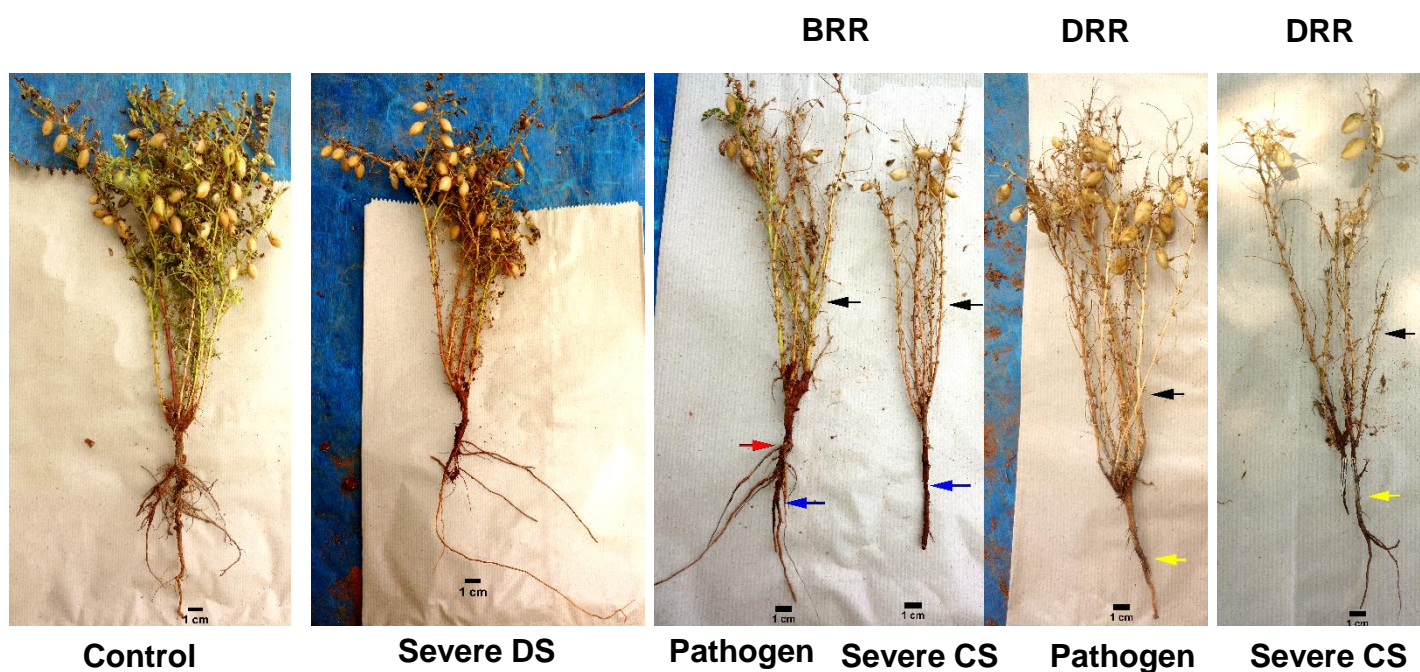 BRR DRR DRR
1 cm 1 cm 1 cm 1 cm 1 cm 1 cm
Control Severe DS Pathogen Severe CS Pathogen Severe CS